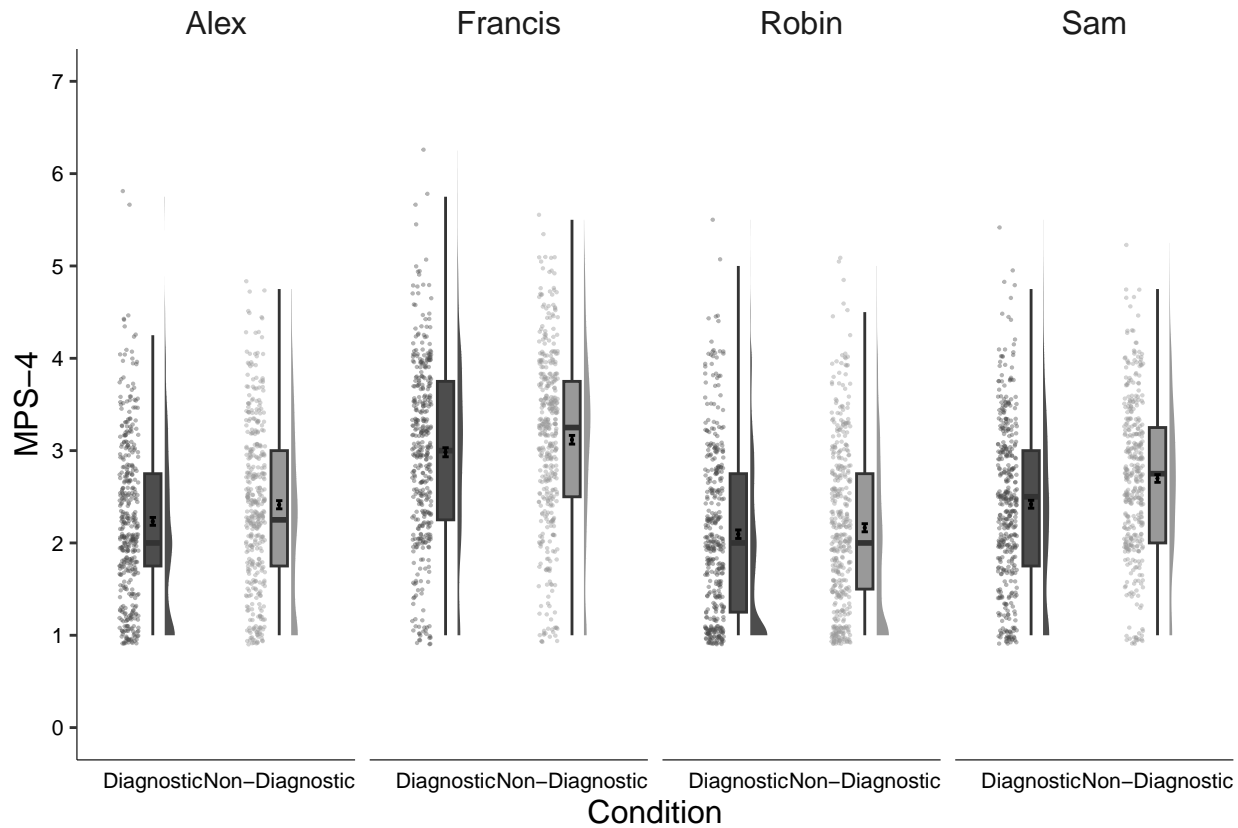 Alex Francis Robin Sam
7
6
5
4
3
2
1
0
MPS−4
DiagnosticNon−Diagnostic DiagnosticNon−Diagnostic DiagnosticNon−Diagnostic DiagnosticNon−Diagnostic
Condition